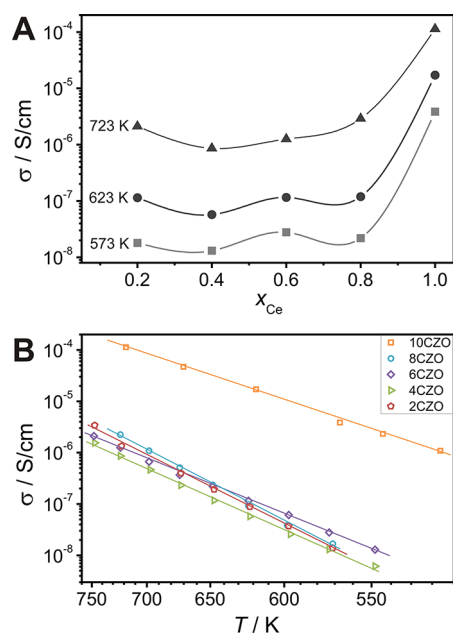 A
10⁻⁴
10⁻⁵
10⁻⁶
10⁻⁷
10⁻⁸
σ / S/cm
723 K
623 K
573 K
0.2 0.4 0.6 0.8 1.0
x_Ce
B
10⁻⁴
10⁻⁵
10⁻⁶
10⁻⁷
10⁻⁸
σ / S/cm
10CZO
8CZO
6CZO
4CZO
2CZO
750 700 650 600 550
T / K